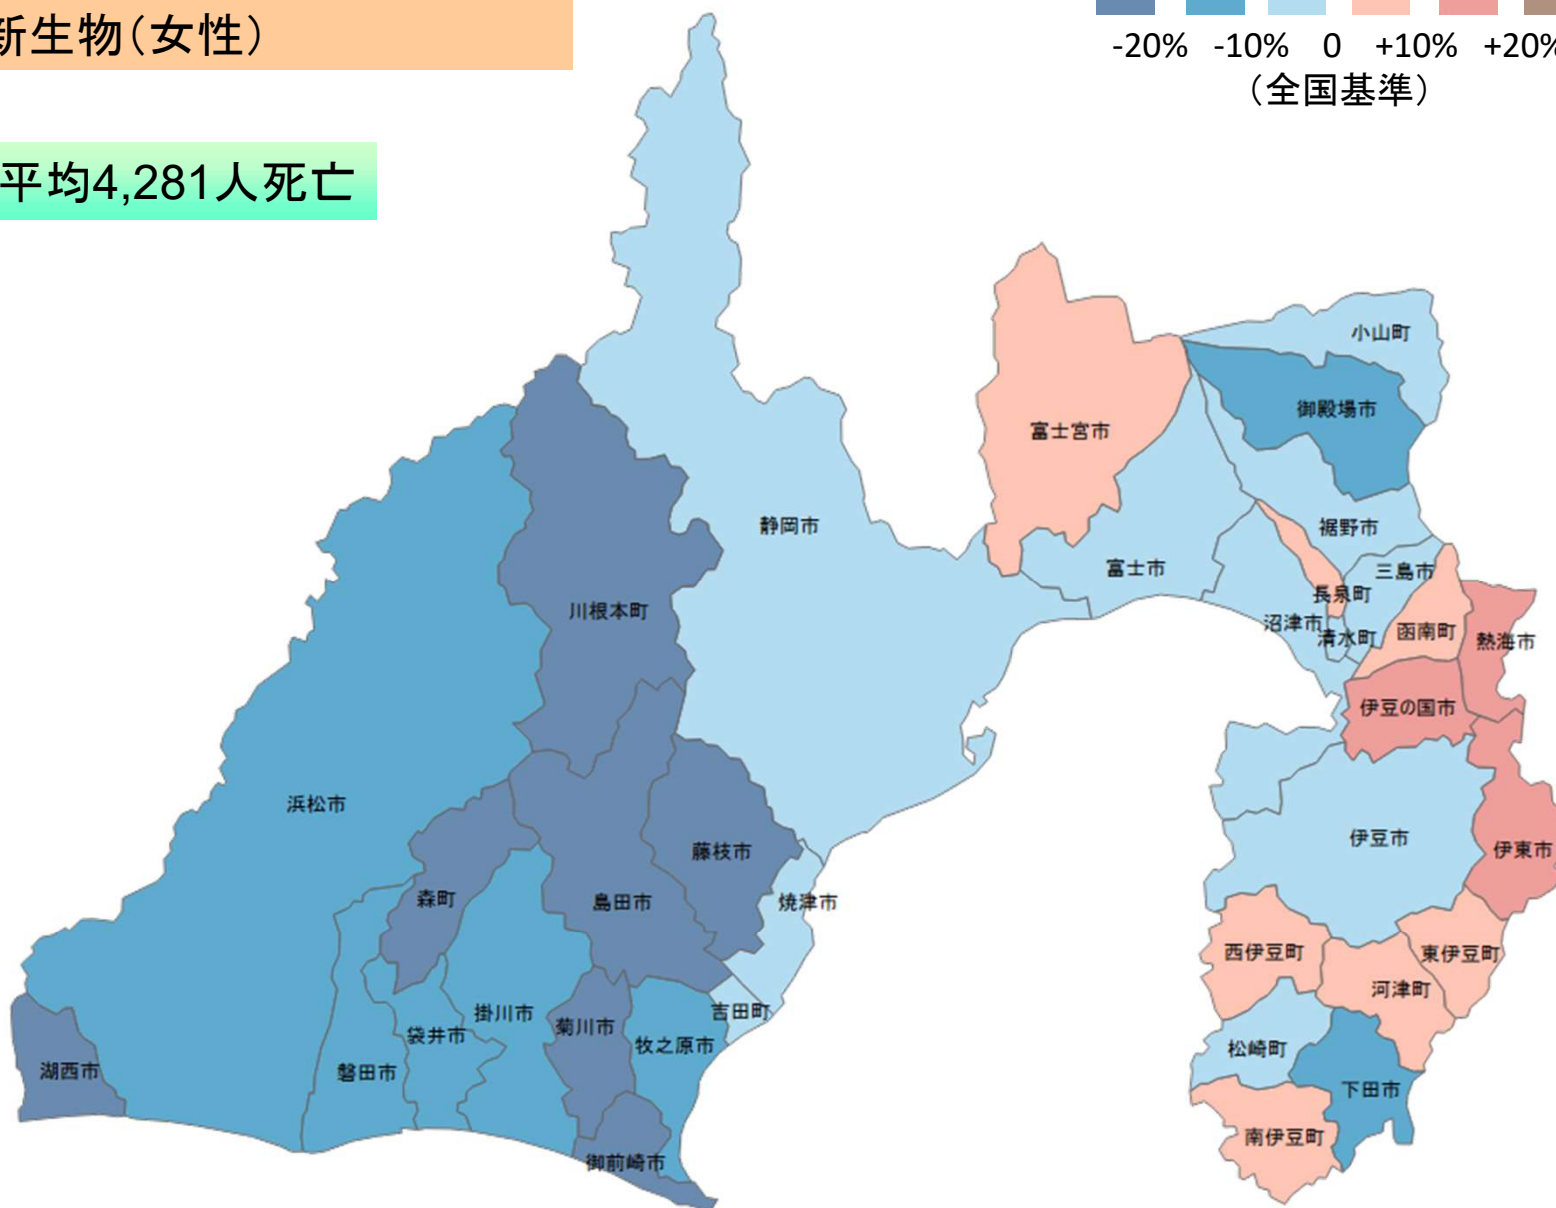 新生物（女性）
-20% -10% 0 +10% +20%
（全国基準）
平均4,281人死亡
小山町
御殿場市
富士宮市
静岡市
裾野市
富士市
三島市
長泉町
川根本町
沼津市
清水町
函南町
熱海市
伊豆の国市
浜松市
伊豆市
藤枝市
伊東市
森町
島田市
焼津市
西伊豆町
東伊豆町
河津町
掛川市
吉田町
菊川市
袋井市
牧之原市
松崎町
湖西市
磐田市
下田市
南伊豆町
御前崎市